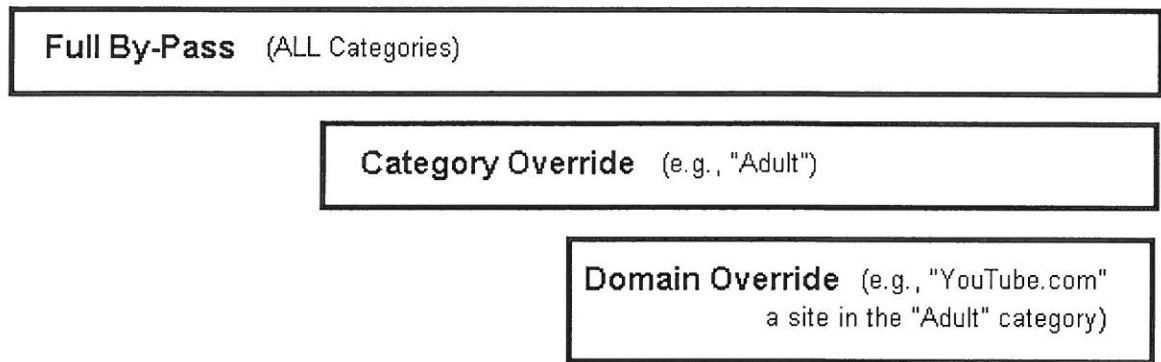 Full By-Pass (ALL Categories)
Category Override (e.g., "Adult")
Domain Override (e.g., "YouTube.com"
a site in the "Adult" category)